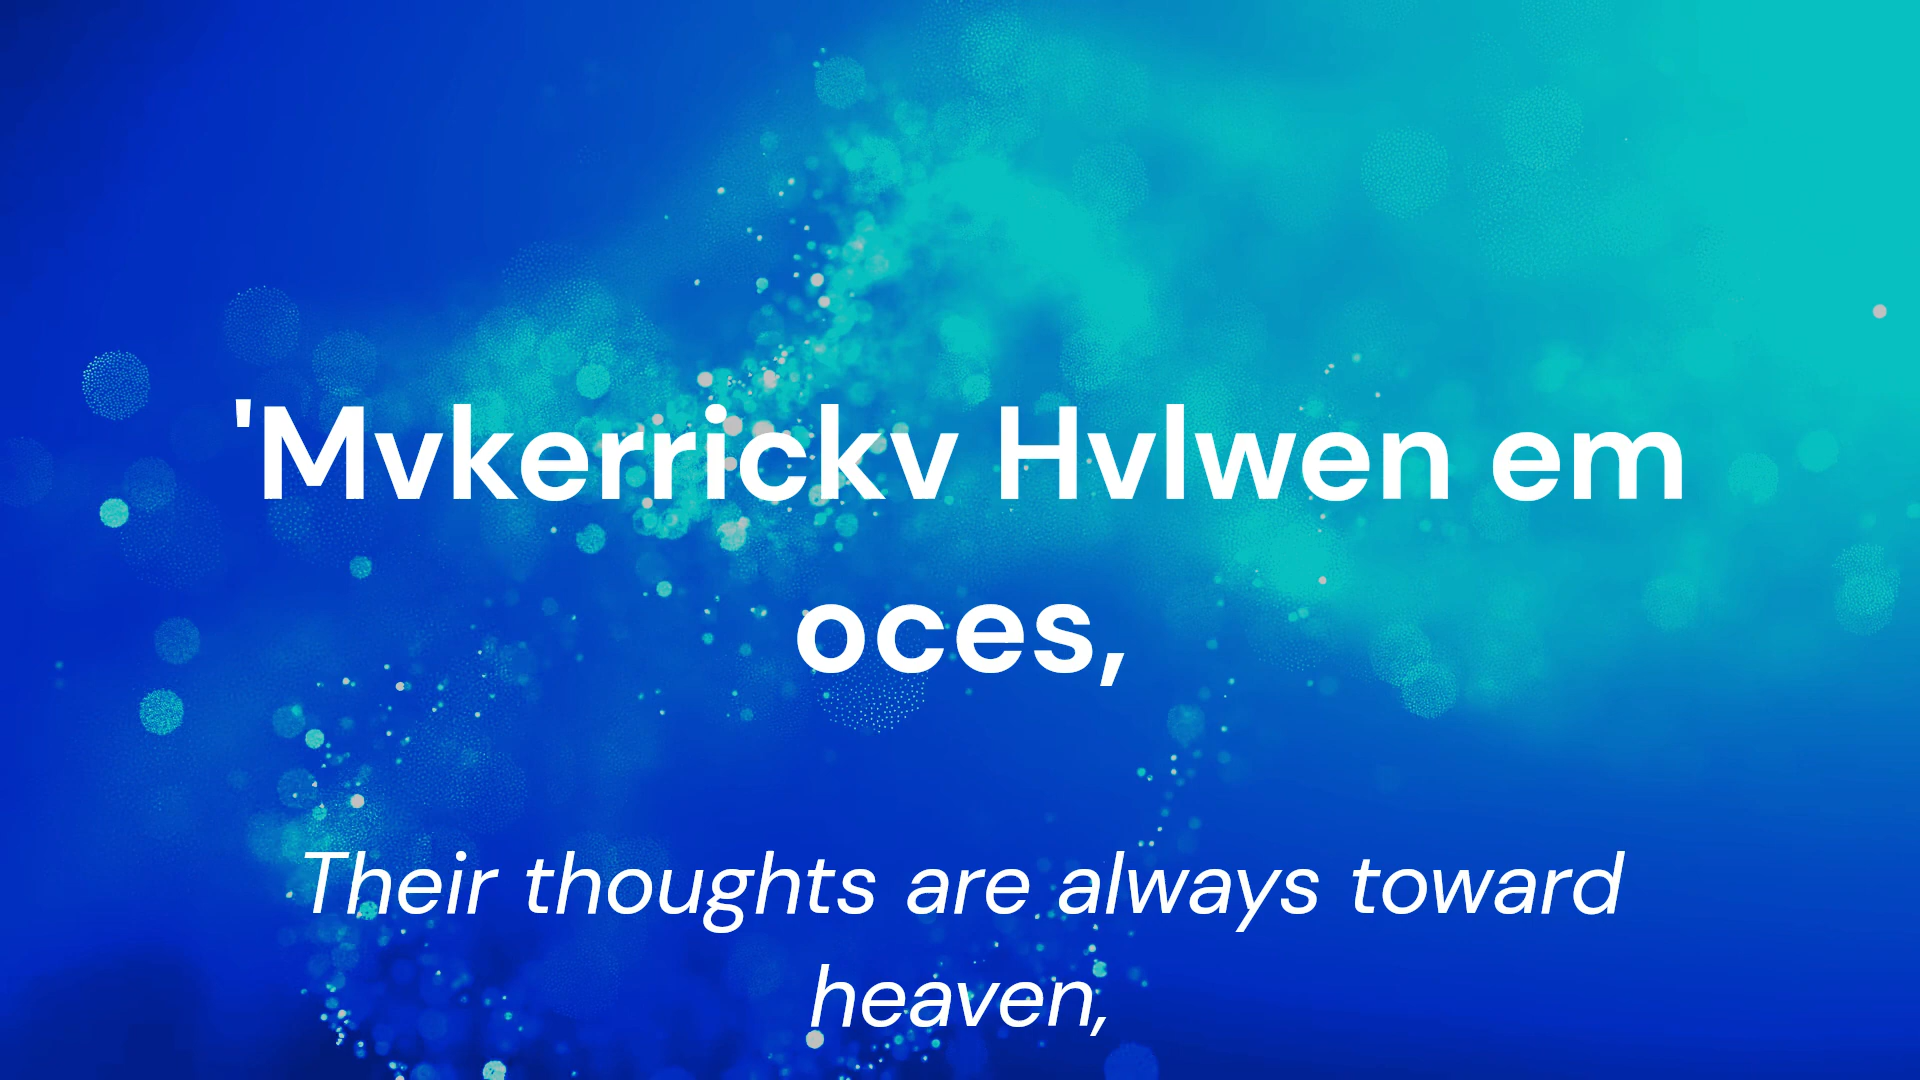 'Mvkerrickv Hvlwen em
oces,
Their thoughts are always toward
heaven,